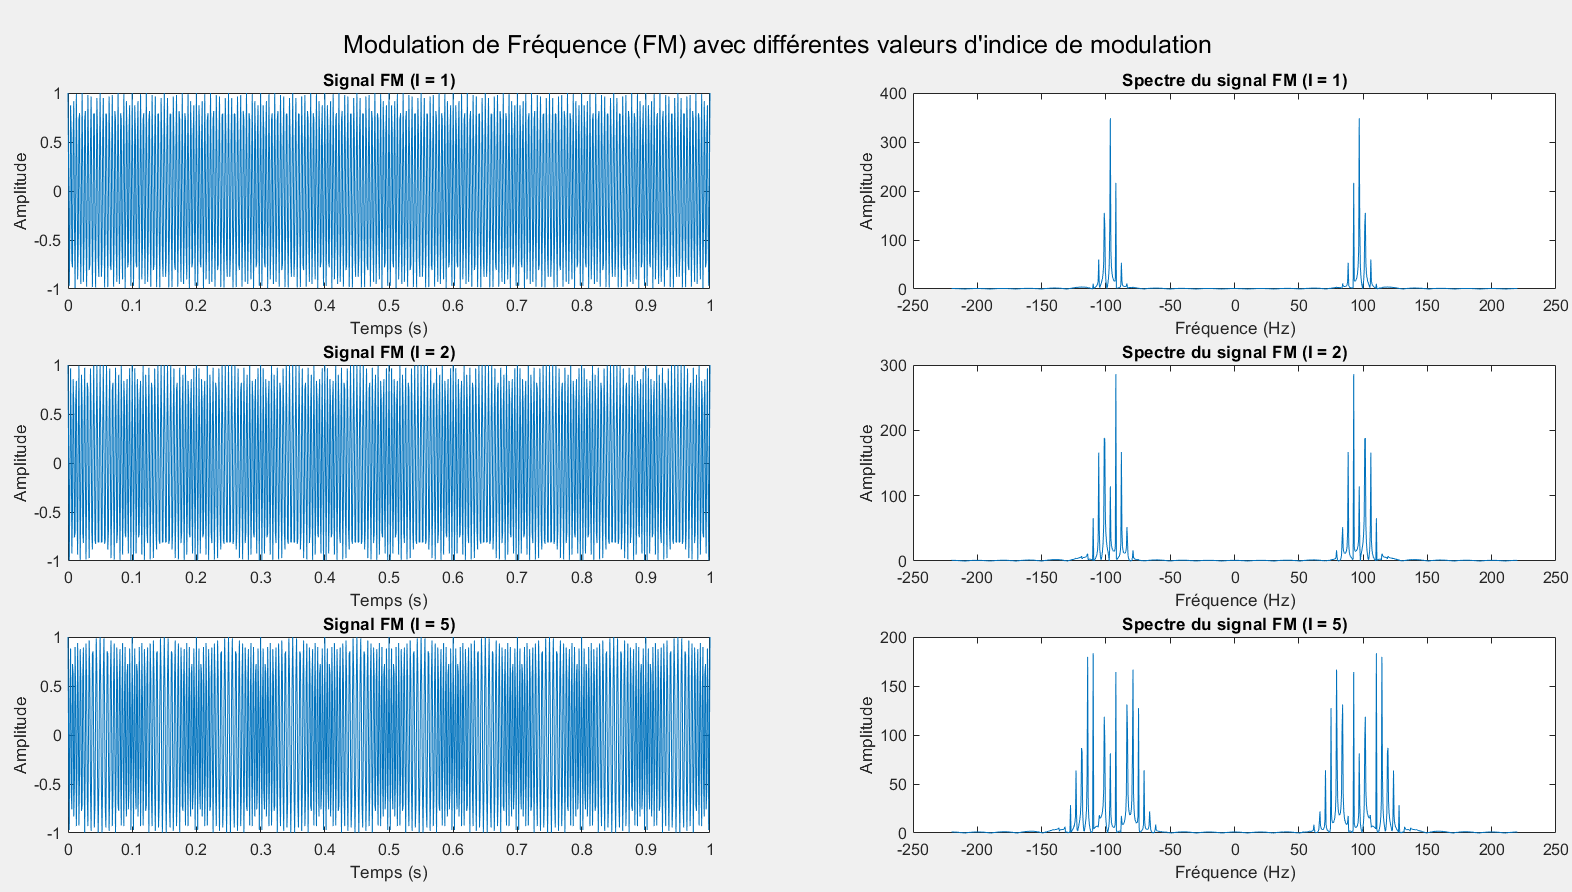 Modulation de Fréquence (FM) avec différentes valeurs d'indice de modulation
Signal FM (I = 1)
1
0.5
0
-0.5
-1
Amplitude
0 0.1 0.2 0.3 0.4 0.5 0.6 0.7 0.8 0.9 1
Temps (s)
Spectre du signal FM (I = 1)
400
300
200
100
0
Amplitude
-250 -200 -150 -100 -50 0 50 100 150 200 250
Fréquence (Hz)
Signal FM (I = 2)
1
0.5
0
-0.5
-1
Amplitude
0 0.1 0.2 0.3 0.4 0.5 0.6 0.7 0.8 0.9 1
Temps (s)
Spectre du signal FM (I = 2)
300
200
100
0
Amplitude
-250 -200 -150 -100 -50 0 50 100 150 200 250
Fréquence (Hz)
Signal FM (I = 5)
1
0.5
0
-0.5
-1
Amplitude
0 0.1 0.2 0.3 0.4 0.5 0.6 0.7 0.8 0.9 1
Temps (s)
Spectre du signal FM (I = 5)
200
150
100
50
0
Amplitude
-250 -200 -150 -100 -50 0 50 100 150 200 250
Fréquence (Hz)